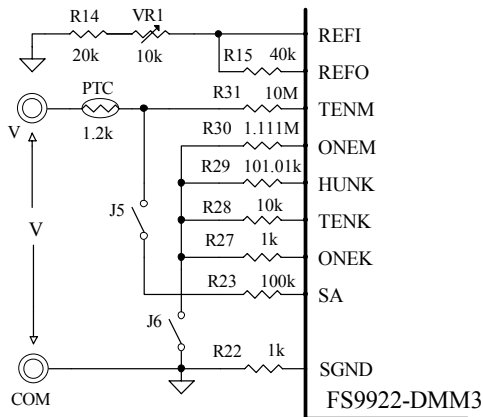 R14 VR1
REFI
20k 10k R15 40k
REFO
PTC R31 10M
TENM
V 1.2k R30 1.111M
ONEM
R29 101.01k
HUNK
J5 R28 10k
TENK
V R27 1k
ONEK
R23 100k
SA
J6
R22 1k
SGND
COM FS9922-DMM3